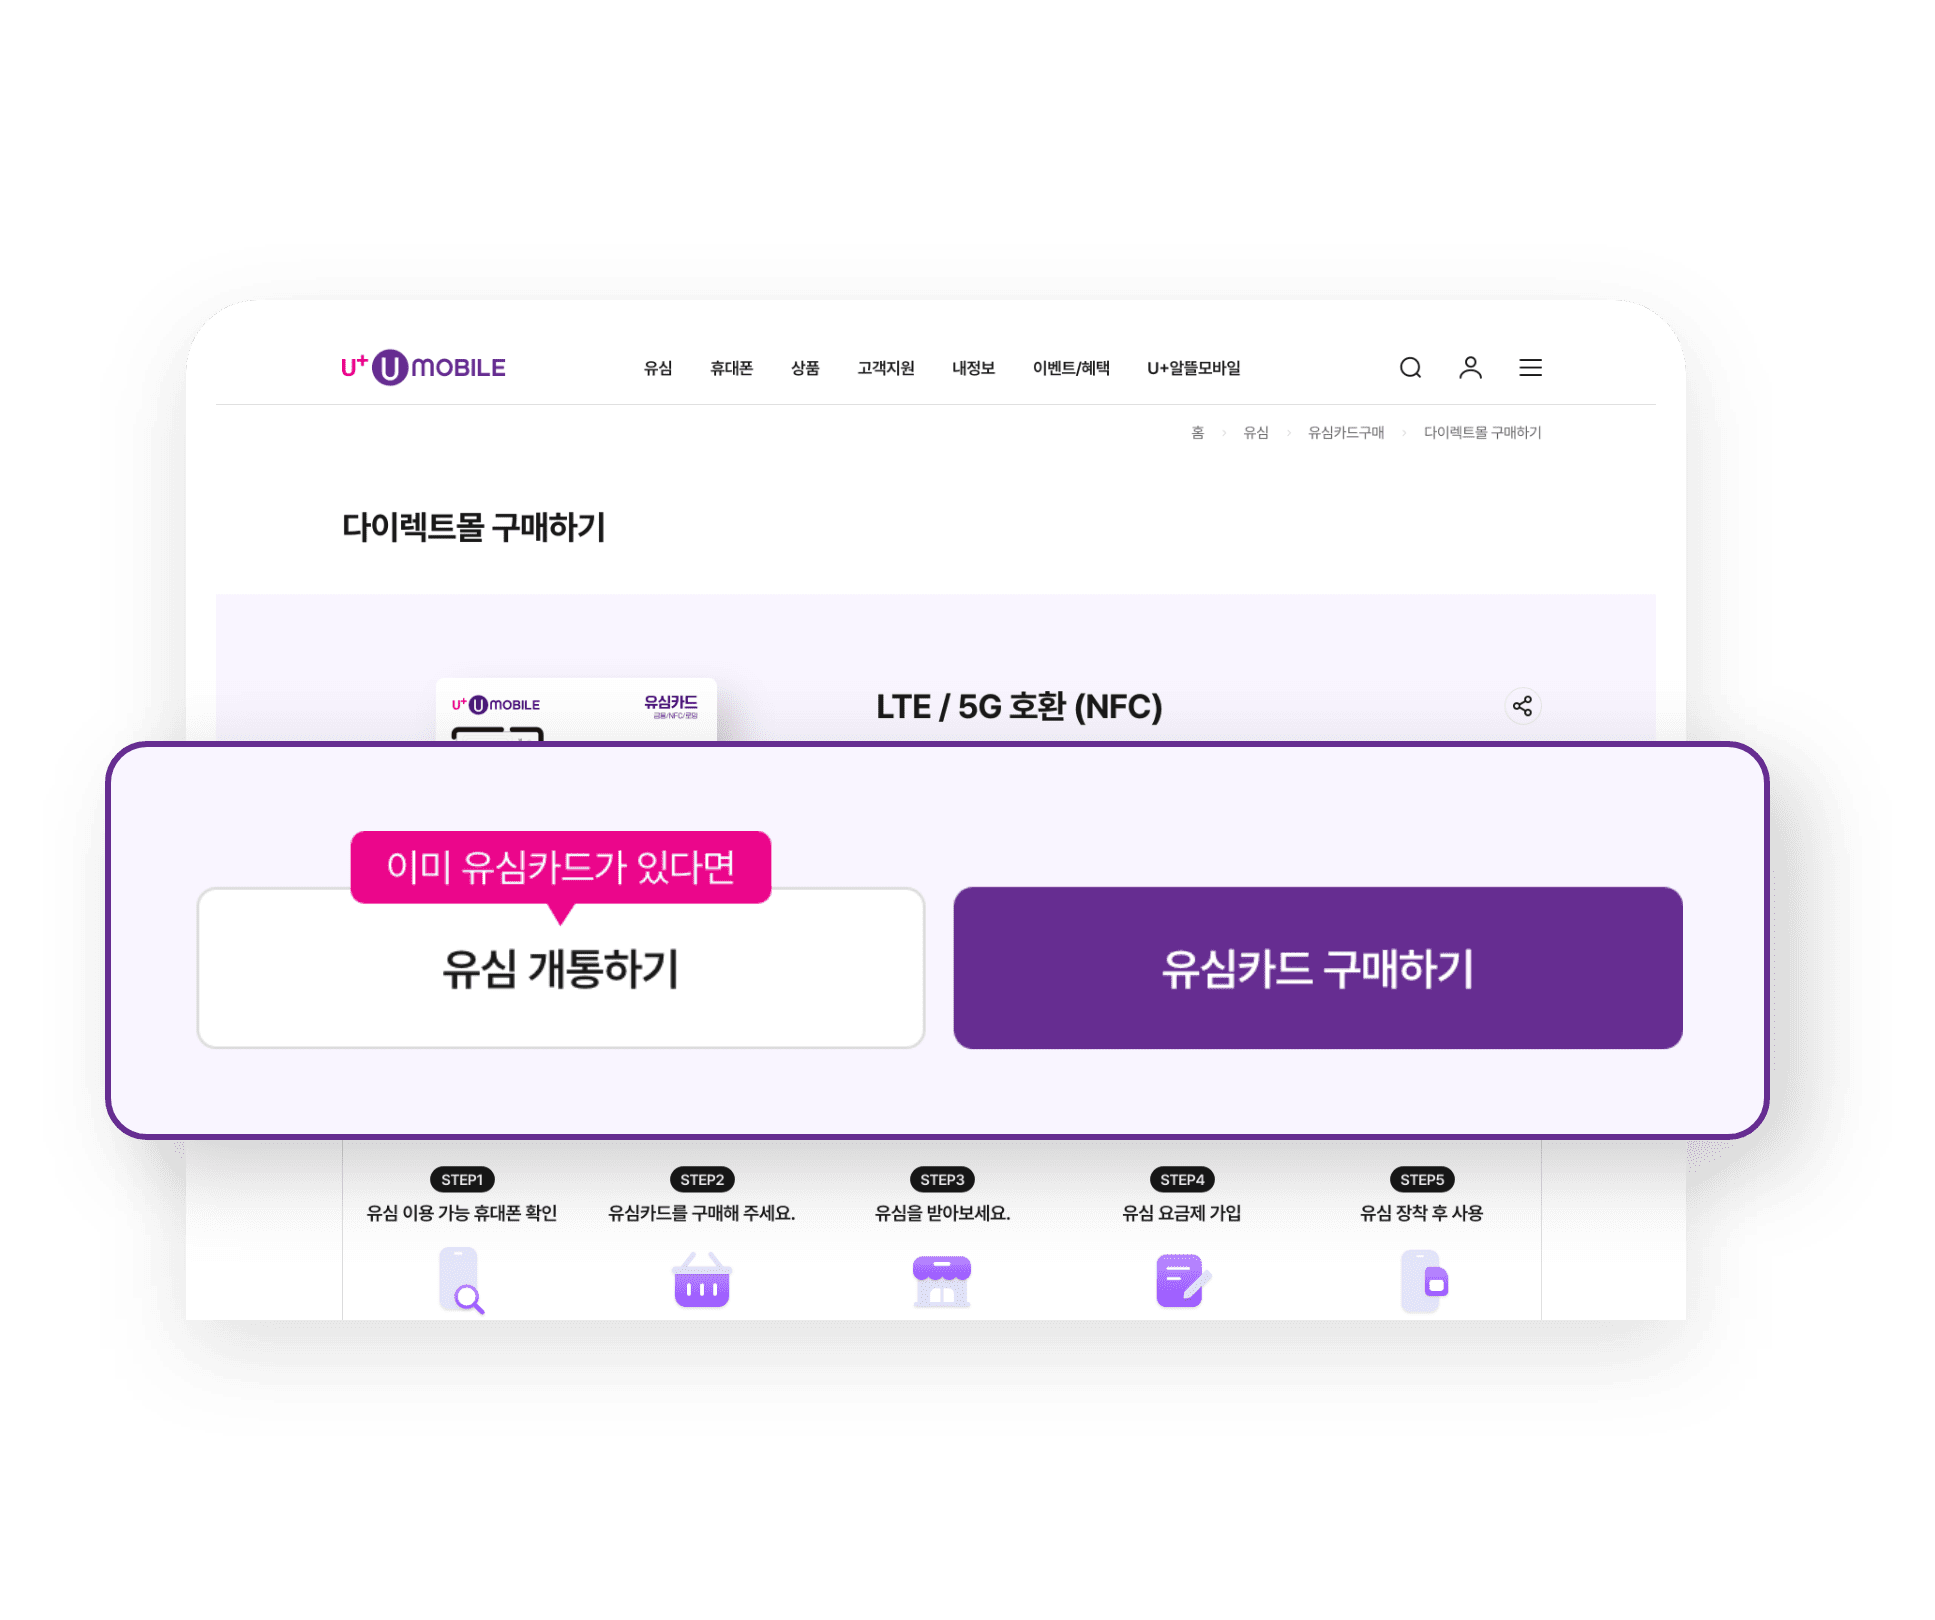 U+ U MOBILE
유심 휴대폰 상품 고객지원 내정보 이벤트/혜택 U+알뜰모바일
홈 > 유심 > 유심카드구매 > 다이렉트몰 구매하기
다이렉트몰 구매하기
U+ U MOBILE
유심카드
금융/NFC/로밍
LTE / 5G 호환 (NFC)
이미 유심카드가 있다면
유심 개통하기
유심카드 구매하기
STEP1
유심 이용 가능 휴대폰 확인
STEP2
유심카드를 구매해 주세요.
STEP3
유심을 받아보세요.
STEP4
유심 요금제 가입
STEP5
유심 장착 후 사용